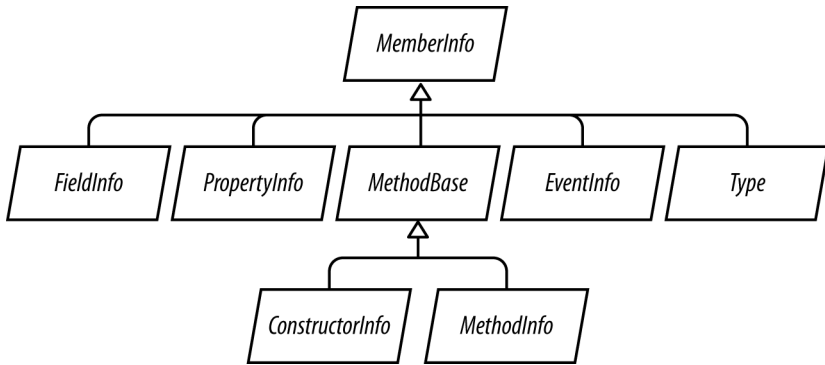 MemberInfo
FieldInfo PropertyInfo MethodBase EventInfo Type
ConstructorInfo MethodInfo